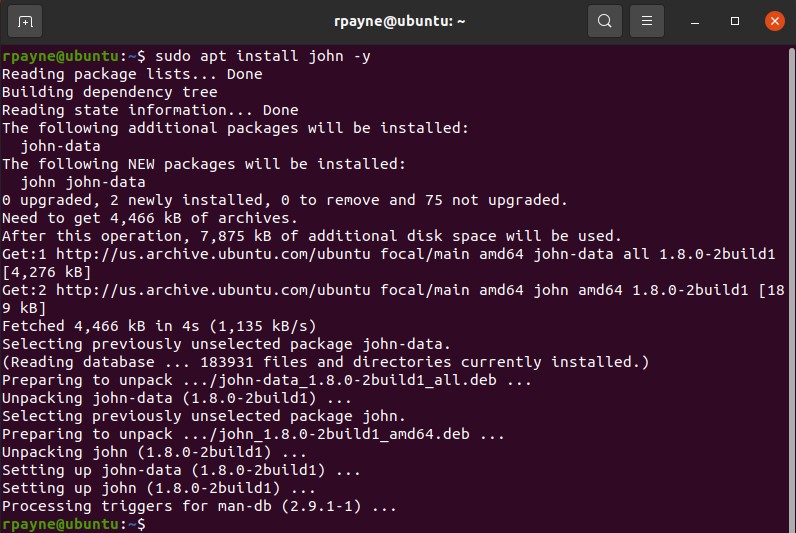 rpayne@ubuntu: ~
rpayne@ubuntu:~$ sudo apt install john -y
Reading package lists... Done
Building dependency tree
Reading state information... Done
The following additional packages will be installed:
  john-data
The following NEW packages will be installed:
  john john-data
0 upgraded, 2 newly installed, 0 to remove and 75 not upgraded.
Need to get 4,466 kB of archives.
After this operation, 7,875 kB of additional disk space will be used.
Get:1 http://us.archive.ubuntu.com/ubuntu focal/main amd64 john-data all 1.8.0-2build1
[4,276 kB]
Get:2 http://us.archive.ubuntu.com/ubuntu focal/main amd64 john amd64 1.8.0-2build1 [18
9 kB]
Fetched 4,466 kB in 4s (1,135 kB/s)
Selecting previously unselected package john-data.
(Reading database ... 183931 files and directories currently installed.)
Preparing to unpack .../john-data_1.8.0-2build1_all.deb ...
Unpacking john-data (1.8.0-2build1) ...
Selecting previously unselected package john.
Preparing to unpack .../john_1.8.0-2build1_amd64.deb ...
Unpacking john (1.8.0-2build1) ...
Setting up john-data (1.8.0-2build1) ...
Setting up john (1.8.0-2build1) ...
Processing triggers for man-db (2.9.1-1) ...
rpayne@ubuntu:~$